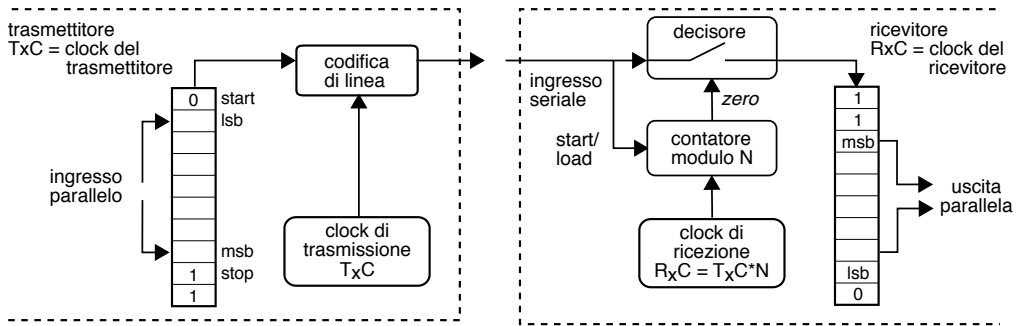 trasmettitore
TxC = clock del
trasmettitore
0
start
lsb
ingresso
parallelo
msb
1
stop
1
codifica
di linea
clock di
trasmissione
TxC
ingresso
seriale
start/
load
decisore
zero
contatore
modulo N
clock di
ricezione
RxC = TxC*N
ricevitore
RxC = clock del
ricevitore
1
1
msb
uscita
parallela
lsb
0